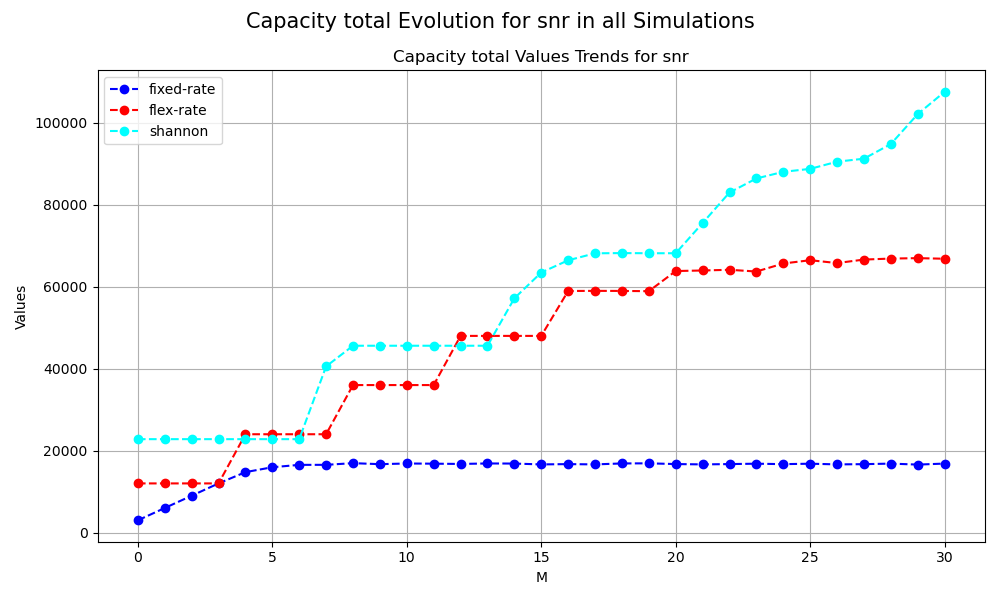 Capacity total Evolution for snr in all Simulations
Capacity total Values Trends for snr
fixed-rate
flex-rate
shannon
Values
100000
80000
60000
40000
20000
0
0 5 10 15 20 25 30
M